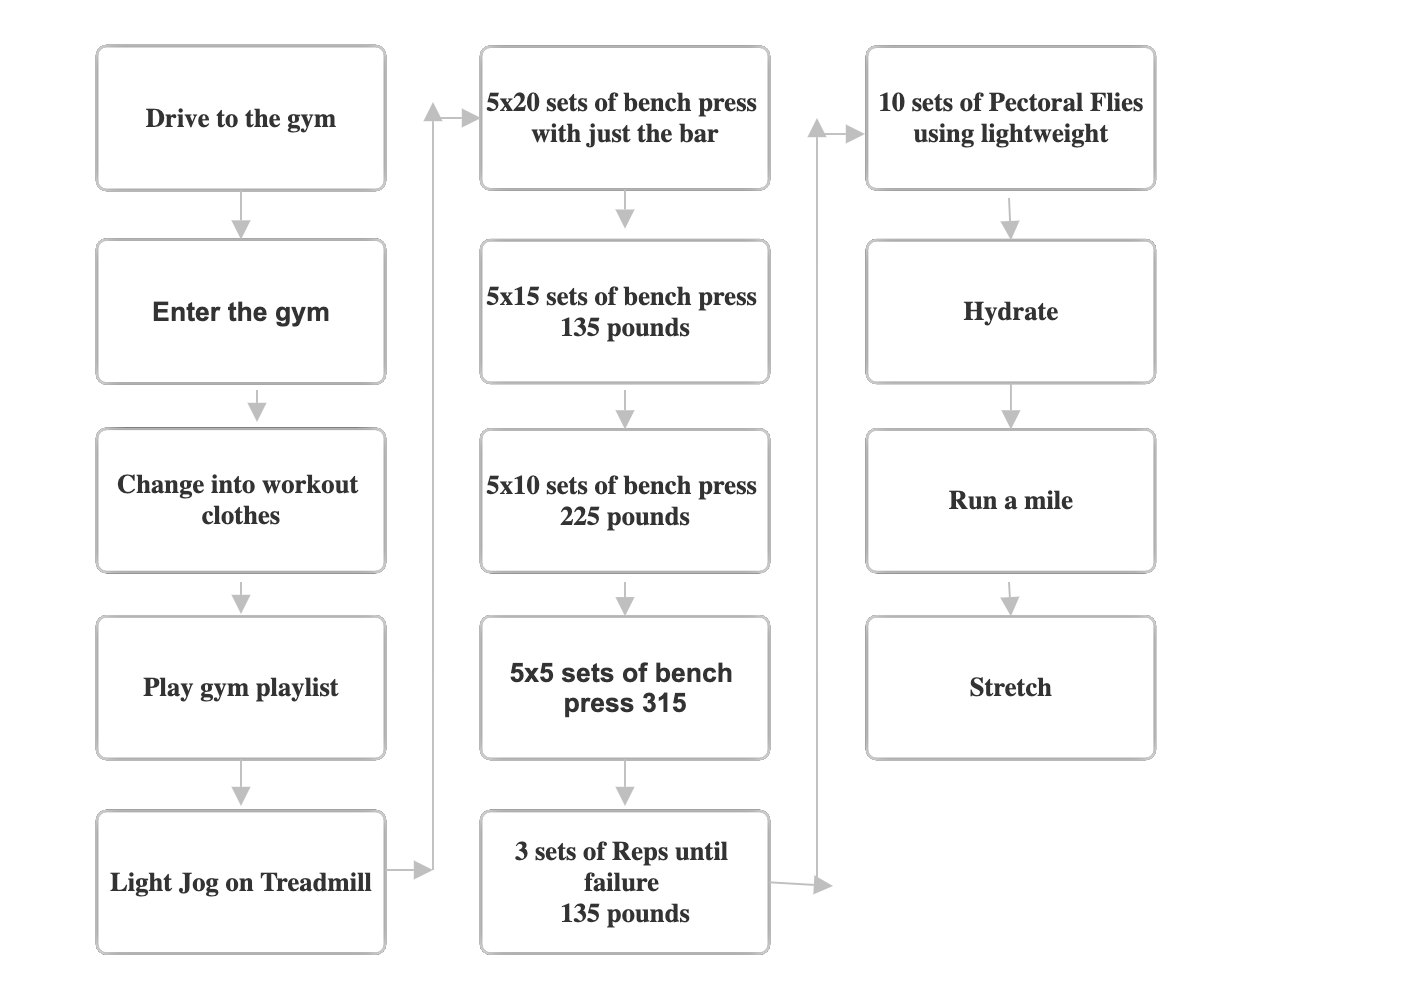 Drive to the gym
Enter the gym
Change into workout
clothes
Play gym playlist
Light Jog on Treadmill
5x20 sets of bench press
with just the bar
5x15 sets of bench press
135 pounds
5x10 sets of bench press
225 pounds
5x5 sets of bench
press 315
3 sets of Reps until
failure
135 pounds
10 sets of Pectoral Flies
using lightweight
Hydrate
Run a mile
Stretch